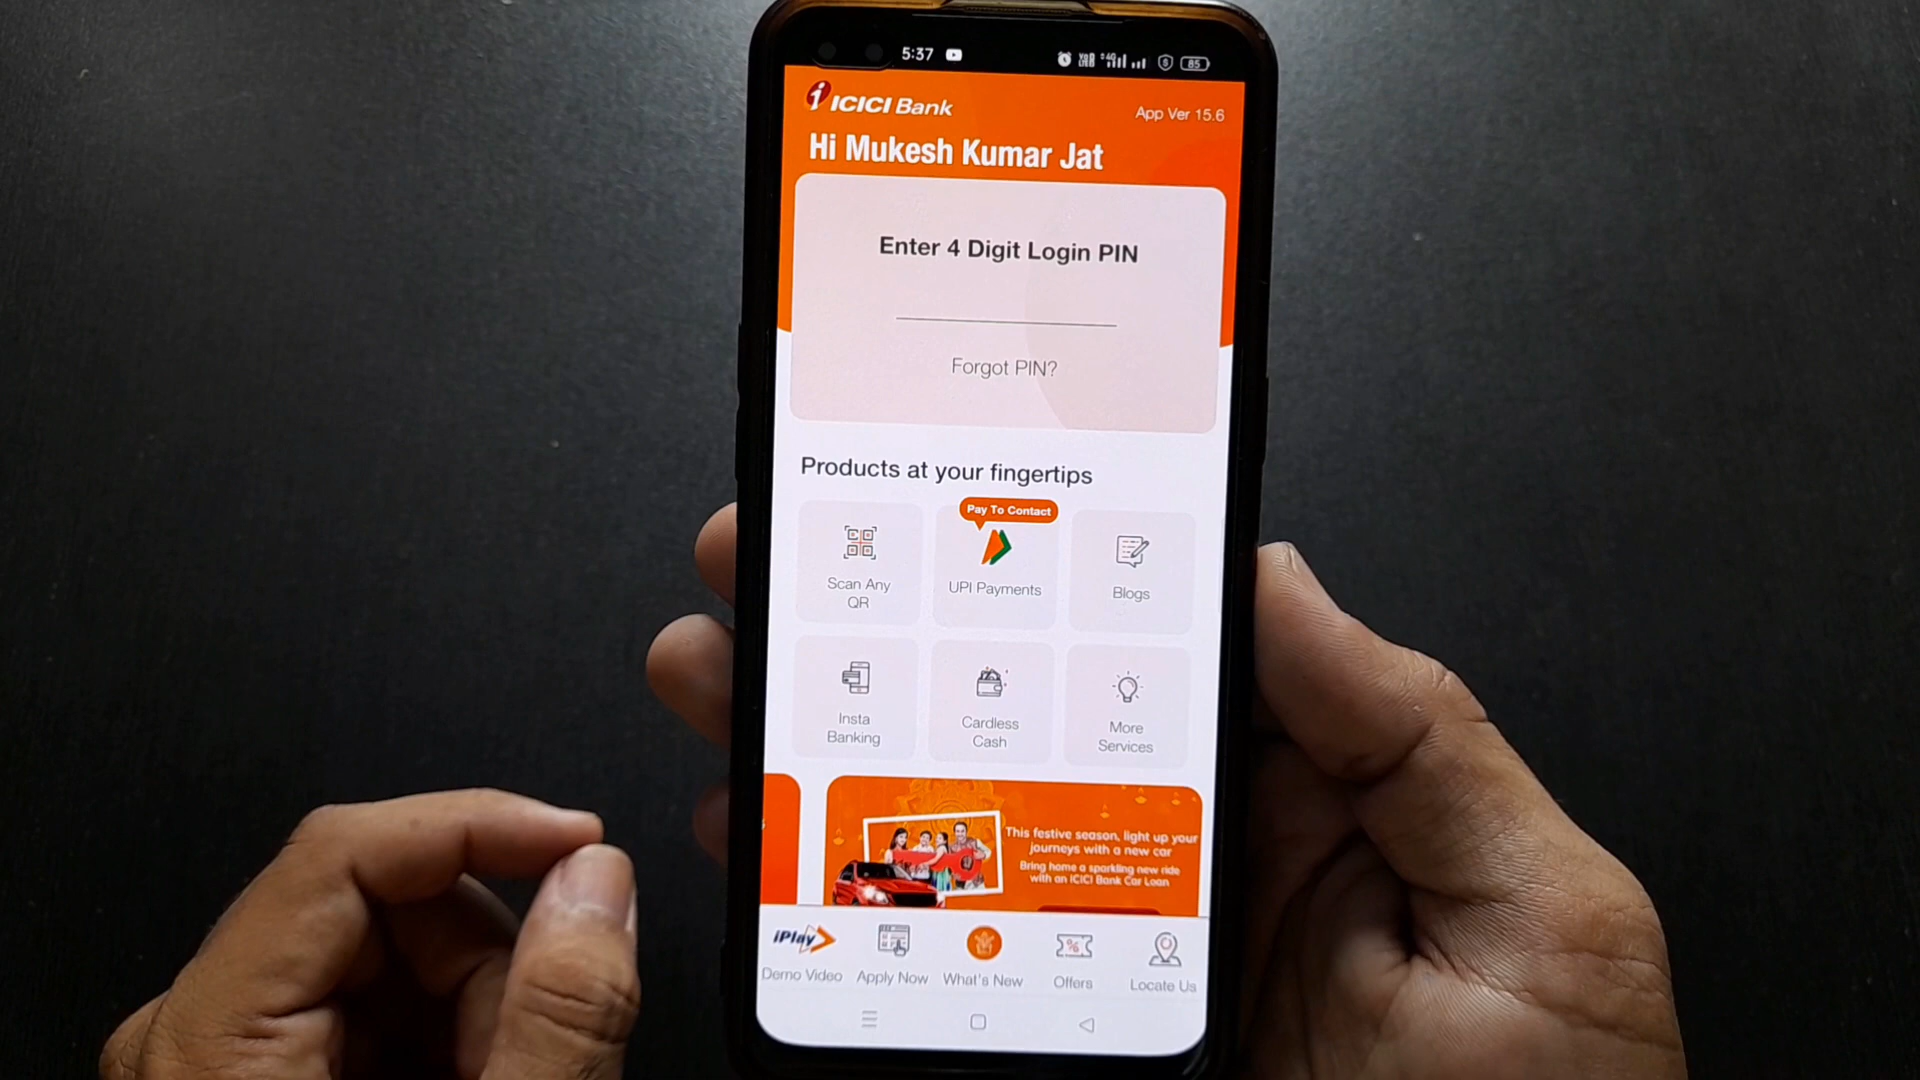 5:37
85
ICICI Bank
App Ver 15.6
Hi Mukesh Kumar Jat
Enter 4 Digit Login PIN
Forgot PIN?
Products at your fingertips
Pay To Contact
Scan Any
QR
UPI Payments
Blogs
Insta
Banking
Cardless
Cash
More
Services
This festive season, light up your
journeys with a new car
Bring home a sparkling new ride
with an ICICI Bank Car Loan
iPlay
Demo Video
Apply Now
What's New
Offers
Locate Us